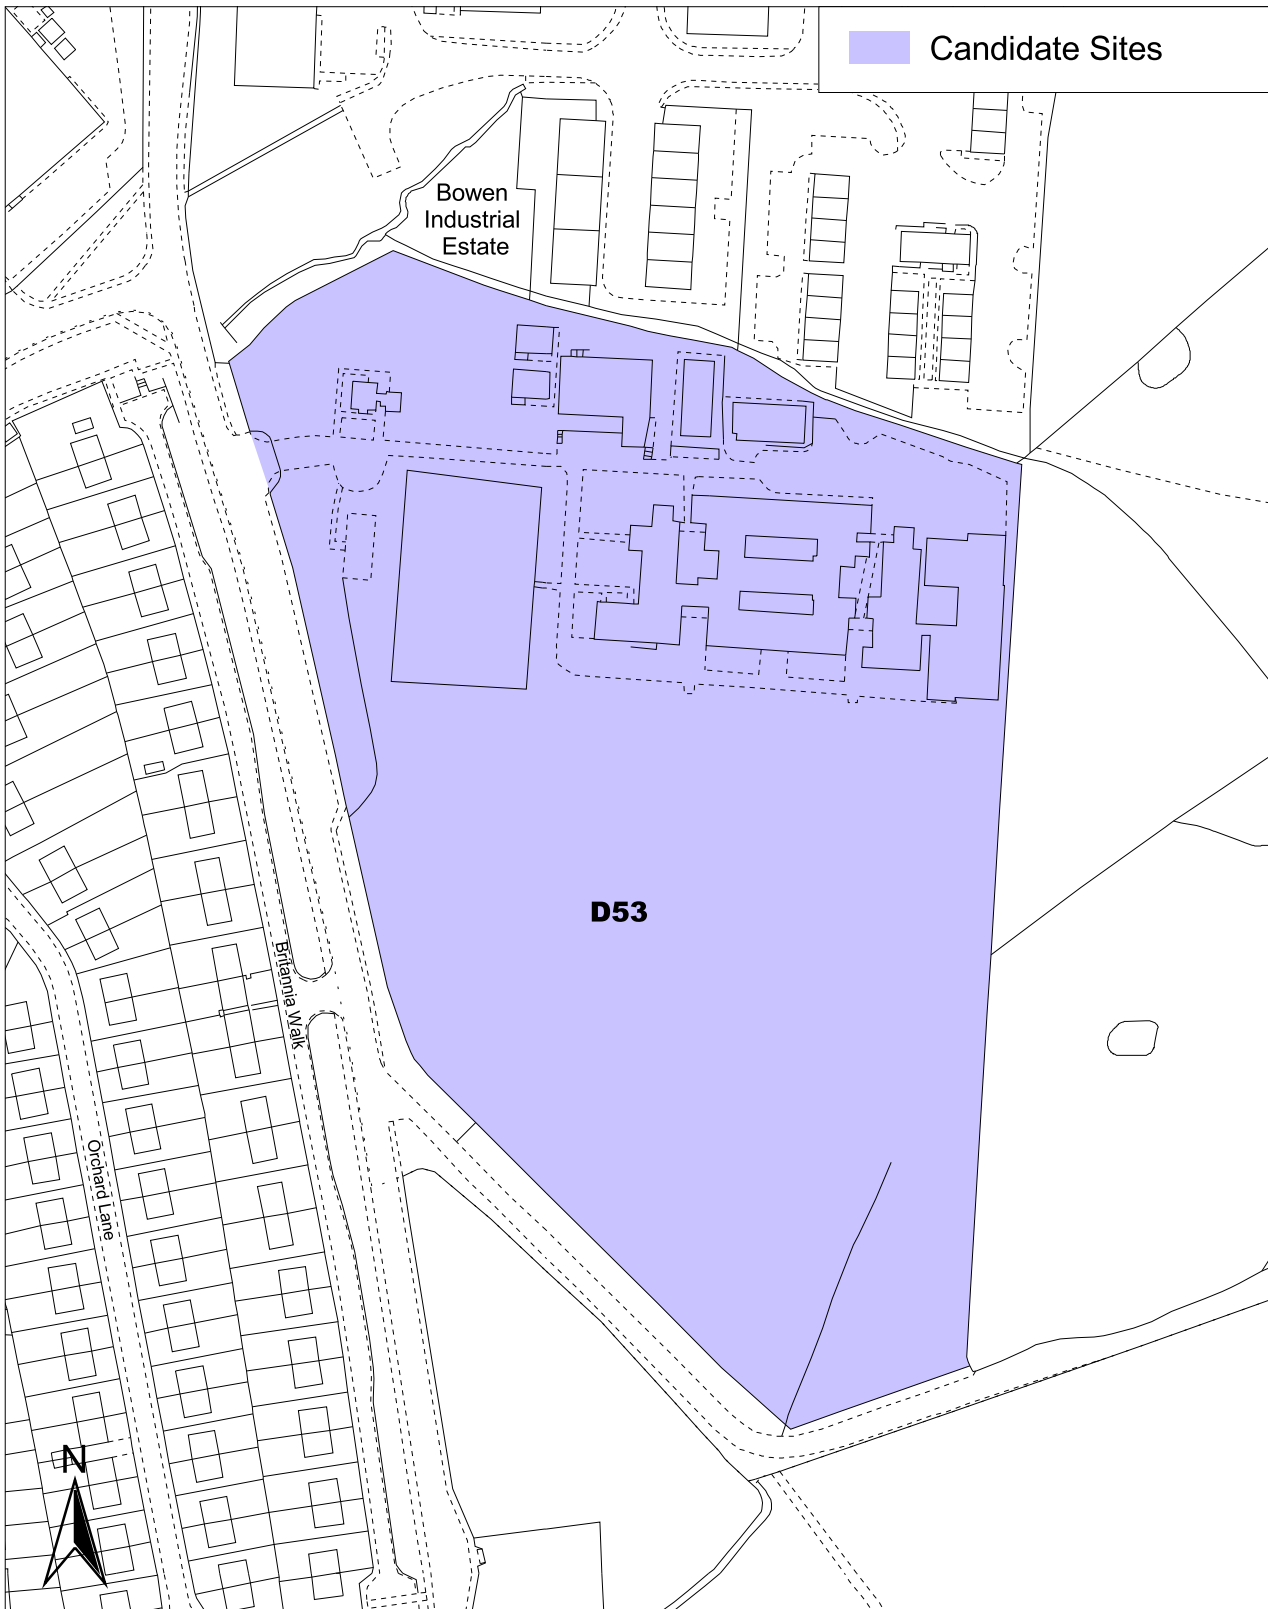 Candidate Sites
Bowen
Industrial
Estate
D53
Britannia Walk
Orchard Lane
N